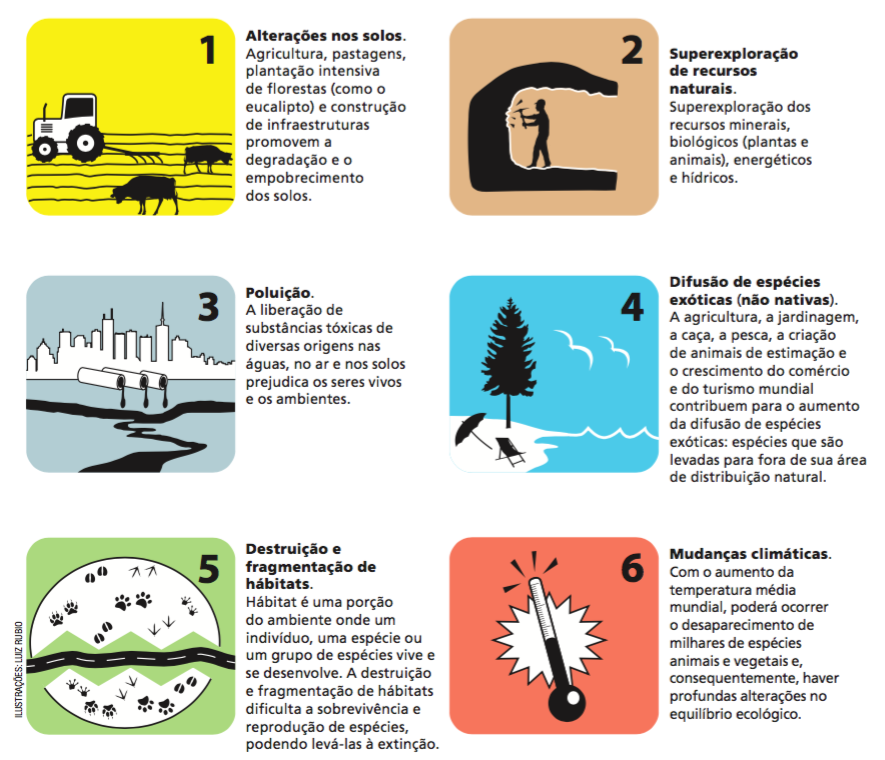 1
Alterações nos solos.
Agricultura, pastagens,
plantação intensiva
de florestas (como o
eucalipto) e construção
de infraestruturas
promovem a
degradação e o
empobrecimento
dos solos.
2
Superexploração
de recursos
naturais.
Superexploração dos
recursos minerais,
biológicos (plantas e
animais), energéticos
e hídricos.
3
Poluição.
A liberação de
substâncias tóxicas de
diversas origens nas
águas, no ar e nos solos
prejudica os seres vivos
e os ambientes.
4
Difusão de espécies
exóticas (não nativas).
A agricultura, a jardinagem,
a caça, a pesca, a criação
de animais de estimação e
o crescimento do comércio
e do turismo mundial
contribuem para o aumento
da difusão de espécies
exóticas: espécies que são
levadas para fora de sua área
de distribuição natural.
5
Destruição e
fragmentação de
hábitats.
Hábitat é uma porção
do ambiente onde um
indivíduo, uma espécie ou
um grupo de espécies vive e
se desenvolve. A destruição
e fragmentação de hábitats
dificulta a sobrevivência e
reprodução de espécies,
podendo levá-las à extinção.
6
Mudanças climáticas.
Com o aumento da
temperatura média
mundial, poderá ocorrer
o desaparecimento de
milhares de espécies
animais e vegetais e,
consequentemente, haver
profundas alterações no
equilíbrio ecológico.
ILUSTRAÇÕES: LUIZ RUBIO